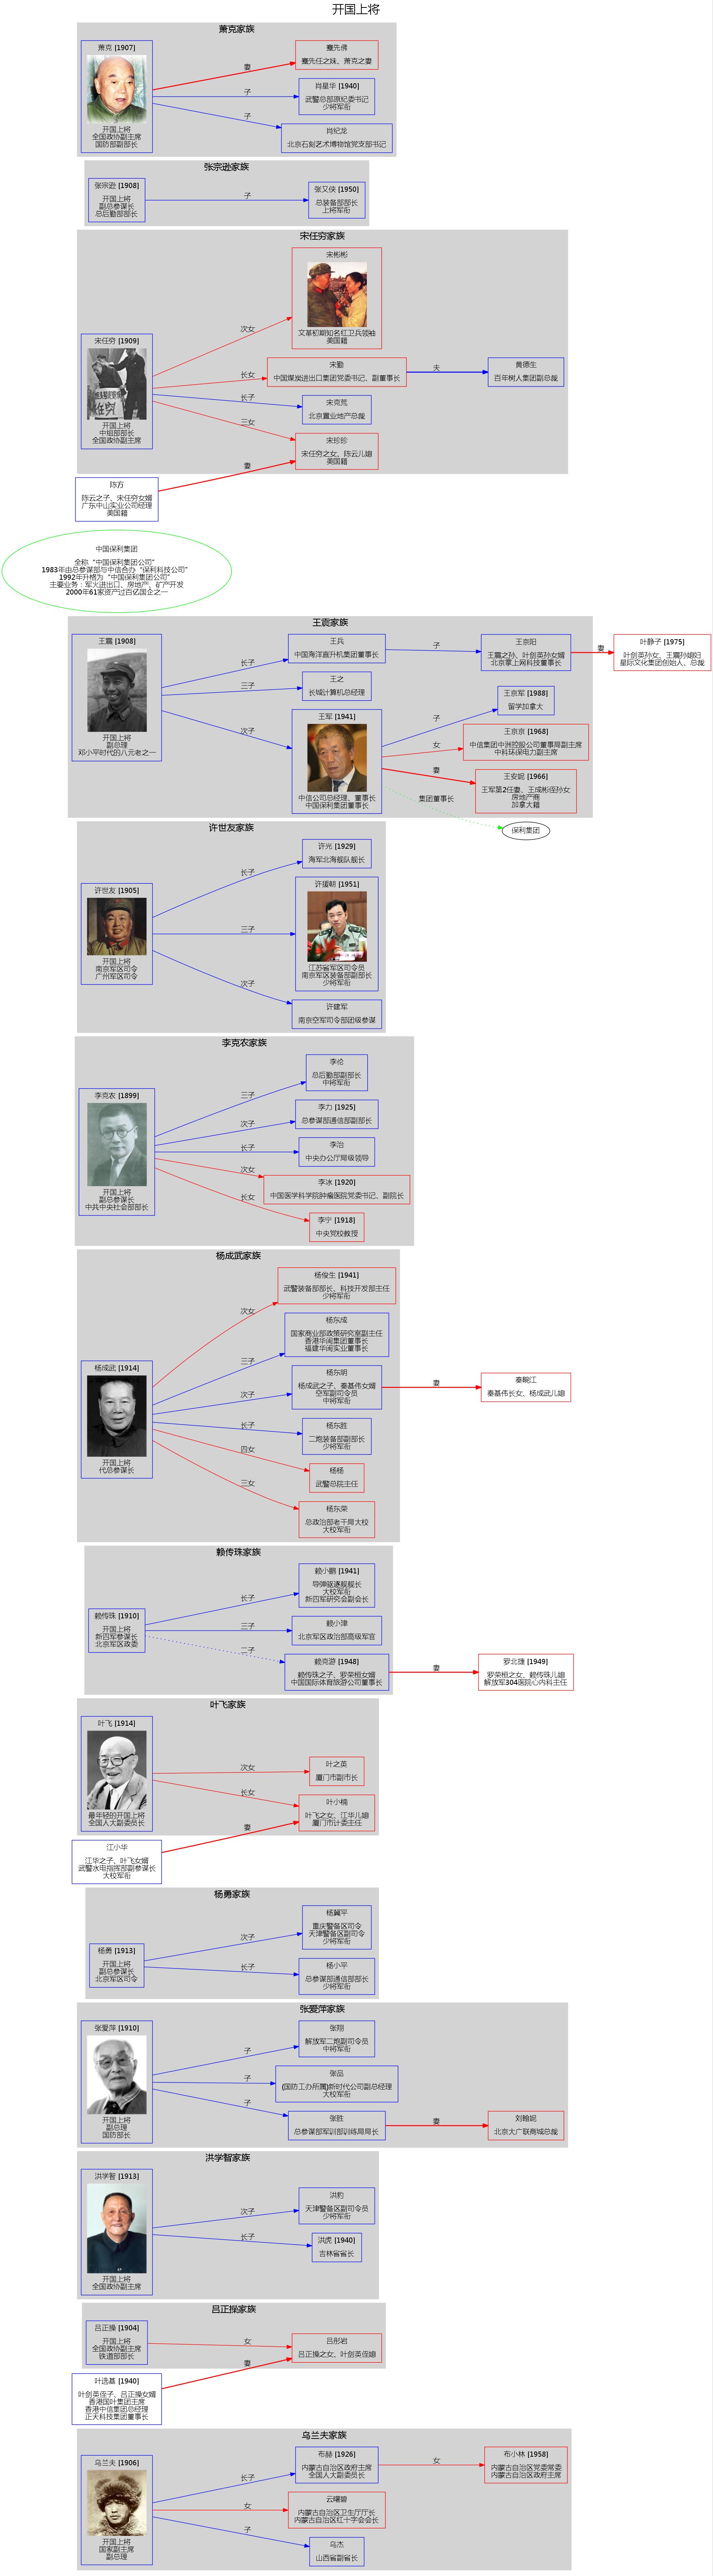 开国上将
萧克家族
萧克 [1907]
开国上将
全国政协副主席
国防部副部长
妻
蹇先佛
蹇先任之妹、萧克之妻
子
肖星华 [1940]
武警总部原纪委书记
少将军衔
子
肖纪龙
北京石刻艺术博物馆党支部书记
张宗逊家族
张宗逊 [1908]
开国上将
副总参谋长
总后勤部部长
子
张又侠 [1950]
总装备部部长
上将军衔
宋任穷家族
宋任穷 [1909]
开国上将
中组部部长
全国政协副主席
次女
宋彬彬
文革初期知名红卫兵领袖
美国籍
长女
宋勤
中国煤炭进出口集团党委书记、副董事长
夫
黄德生
百年树人集团副总裁
长子
宋克荒
北京置业地产总裁
三女
宋珍珍
宋任穷之女、陈云儿媳
美国籍
陈方
陈云之子、宋任穷女婿
广东中山实业公司经理
美国籍
妻
中国保利集团
全称“中国保利集团公司”
1983年由总参谋部与中信合办“保利科技公司”
1992年升格为“中国保利集团公司”
主要业务：军火进出口、房地产、矿产开发
2000年61家资产过百亿国企之一
王震家族
王震 [1908]
开国上将
副总理
邓小平时代的八元老之一
长子
王兵
中国海洋直升机集团董事长
子
王京阳
王震之孙、叶剑英孙女婿
北京掌上网科技董事长
妻
叶静子 [1975]
叶剑英孙女、王震孙媳妇
星际文化集团创始人、总裁
三子
王之
长城计算机总经理
次子
王军 [1941]
中信公司总经理、董事长
中国保利集团董事长
子
王京军 [1988]
留学加拿大
女
王京京 [1968]
中信集团中洲控股公司董事局副主席
中科环保电力副主席
妻
王安妮 [1966]
王军第2任妻、王成彬侄孙女
房地产商
加拿大籍
集团董事长
保利集团
许世友家族
许世友 [1905]
开国上将
南京军区司令
广州军区司令
长子
许光 [1929]
海军北海舰队舰长
三子
许援朝 [1951]
江苏省军区司令员
南京军区装备部副部长
少将军衔
次子
许建军
南京空军司令部团级参谋
李克农家族
李克农 [1899]
开国上将
副总参谋长
中共中央社会部部长
三子
李伦
总后勤部副部长
中将军衔
次子
李力 [1925]
总参谋部通信部副部长
长子
李治
中央办公厅局级领导
次女
李冰 [1920]
中国医学科学院肿瘤医院党委书记、副院长
长女
李宁 [1918]
中央党校教授
杨成武家族
杨成武 [1914]
开国上将
代总参谋长
次女
杨俊生 [1941]
武警装备部部长、科技开发部主任
少将军衔
三子
杨东成
国家商业部政策研究室副主任
香港华闽集团董事长
福建华闽实业董事长
次子
杨东明
杨成武之子、秦基伟女婿
空军副司令员
中将军衔
妻
秦畹江
秦基伟长女、杨成武儿媳
长子
杨东胜
二炮装备部副部长
少将军衔
四女
杨杨
武警总院主任
三女
杨东荣
总政治部老干局大校
大校军衔
赖传珠家族
赖传珠 [1910]
开国上将
新四军参谋长
北京军区政委
长子
赖小鹏 [1941]
导弹驱逐舰舰长
大校军衔
新四军研究会副会长
三子
赖小津
北京军区政治部高级军官
二子
赖克游 [1948]
赖传珠之子、罗荣桓女婿
中国国际体育旅游公司董事长
妻
罗北捷 [1949]
罗荣桓之女、赖传珠儿媳
解放军304医院心内科主任
叶飞家族
叶飞 [1914]
最年轻的开国上将
全国人大副委员长
次女
叶之英
厦门市副市长
长女
叶小楠
叶飞之女、江华儿媳
厦门市计委主任
江小华
江华之子、叶飞女婿
武警水电指挥部副参谋长
大校军衔
妻
杨勇家族
杨勇 [1913]
开国上将
副总参谋长
北京军区司令
次子
杨冀平
重庆警备区司令
天津警备区副司令
少将军衔
长子
杨小平
总参谋部通信部部长
少将军衔
张爱萍家族
张爱萍 [1910]
开国上将
副总理
国防部长
子
张翔
解放军二炮副司令员
中将军衔
子
张品
(国防工办所属)新时代公司副总经理
大校军衔
子
张胜
总参谋部军训部训练局局长
妻
刘翰妮
北京大广联商城总裁
洪学智家族
洪学智 [1913]
开国上将
全国政协副主席
次子
洪豹
天津警备区副司令员
少将军衔
长子
洪虎 [1940]
吉林省省长
吕正操家族
吕正操 [1904]
开国上将
全国政协副主席
铁道部部长
女
吕彤岩
吕正操之女、叶剑英侄媳
叶选基 [1940]
叶剑英侄子、吕正操女婿
香港国叶集团主席
香港中信集团总经理
正天科技集团董事长
妻
乌兰夫家族
乌兰夫 [1906]
开国上将
国家副主席
副总理
长子
布赫 [1926]
内蒙古自治区政府主席
全国人大副委员长
女
布小林 [1958]
内蒙古自治区党委常委
内蒙古自治区政府主席
女
云曙碧
内蒙古自治区卫生厅厅长
内蒙古自治区红十字会会长
子
乌杰
山西省副省长